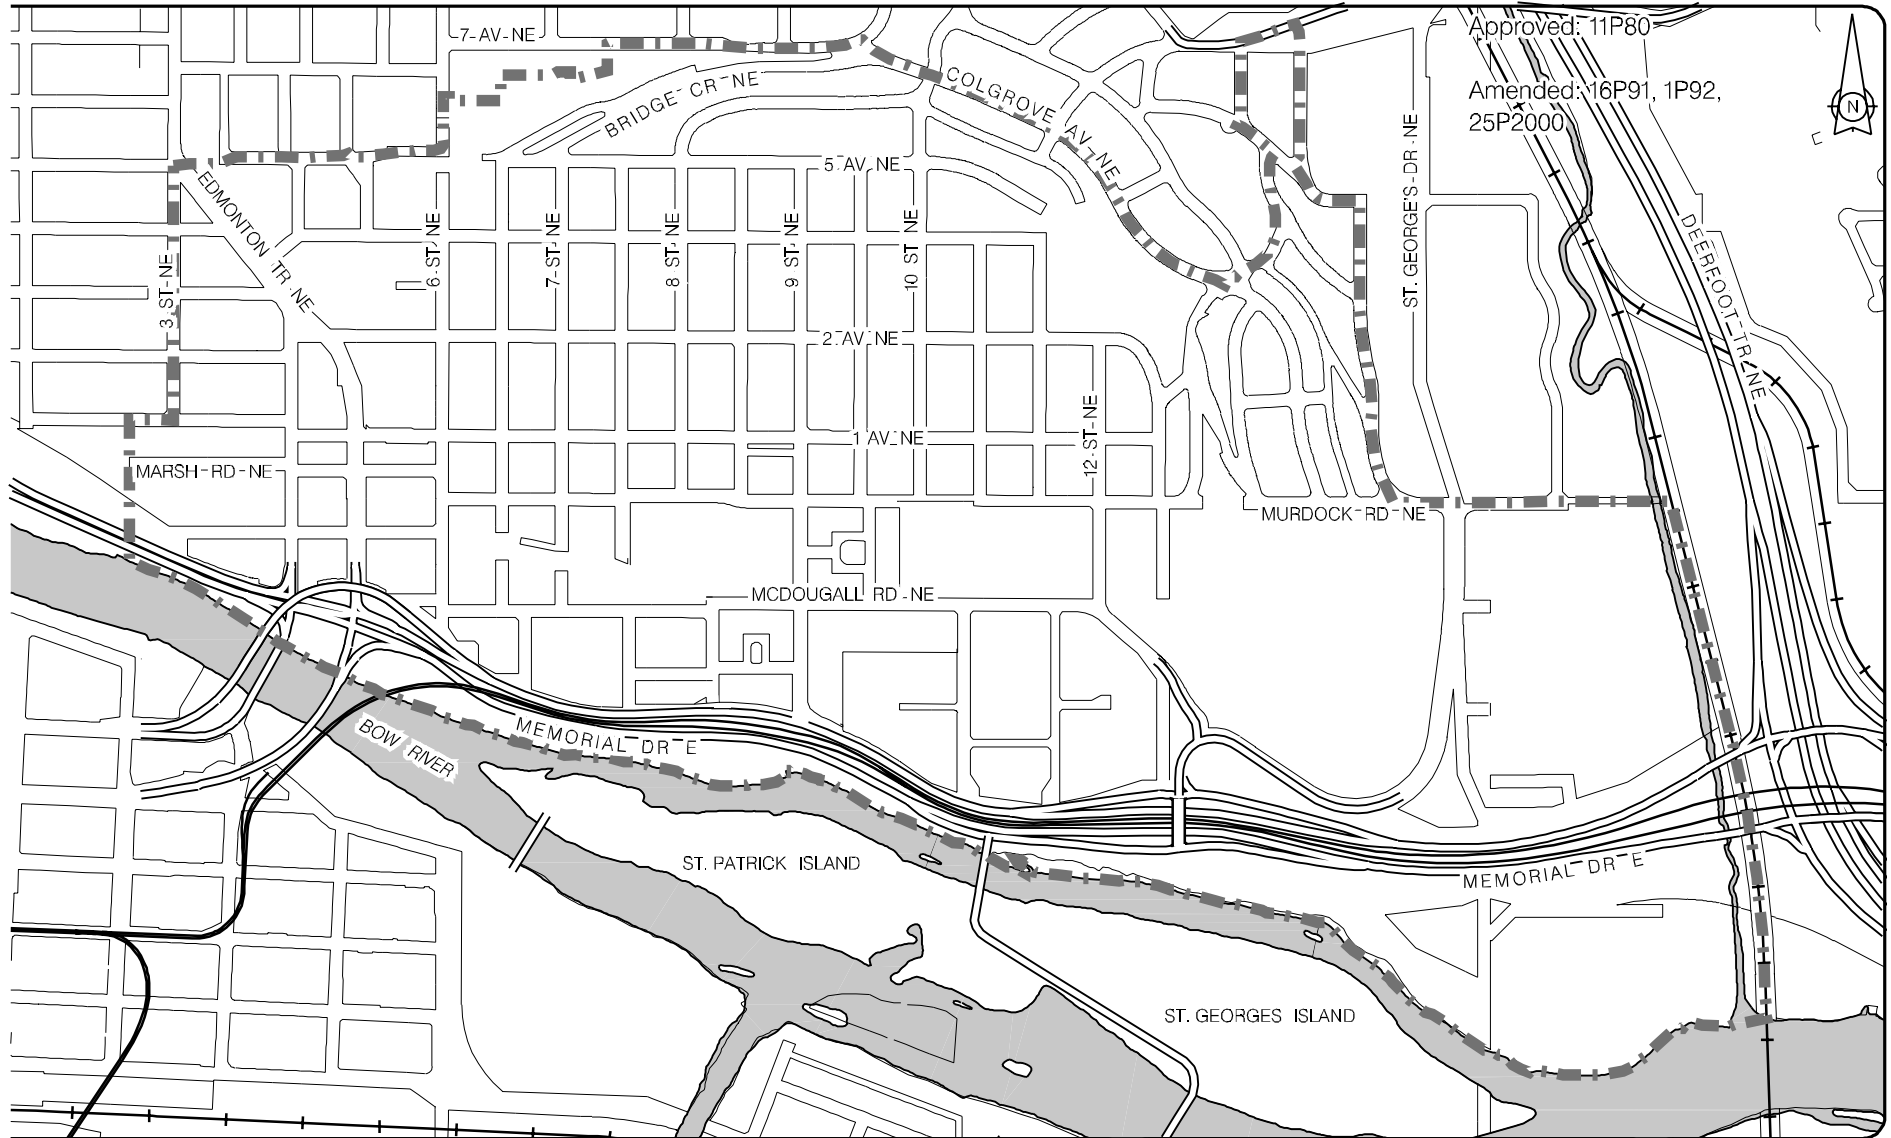 Approved: 11P80
Amended: 16P91, 1P92,
25P2000
N
7 AV NE
BRIDGE CR NE
COLGROVE AV NE
5 AV NE
EDMONTON TR NE
3 ST NE
6 ST NE
7 ST NE
8 ST NE
9 ST NE
10 ST NE
ST. GEORGE'S DR NE
DEERFOOT TR NE
2 AV NE
12 ST NE
1 AV NE
MARSH RD NE
MURDOCK RD NE
MCDOUGALL RD NE
MEMORIAL DR E
BOW RIVER
ST. PATRICK ISLAND
MEMORIAL DR E
ST. GEORGES ISLAND